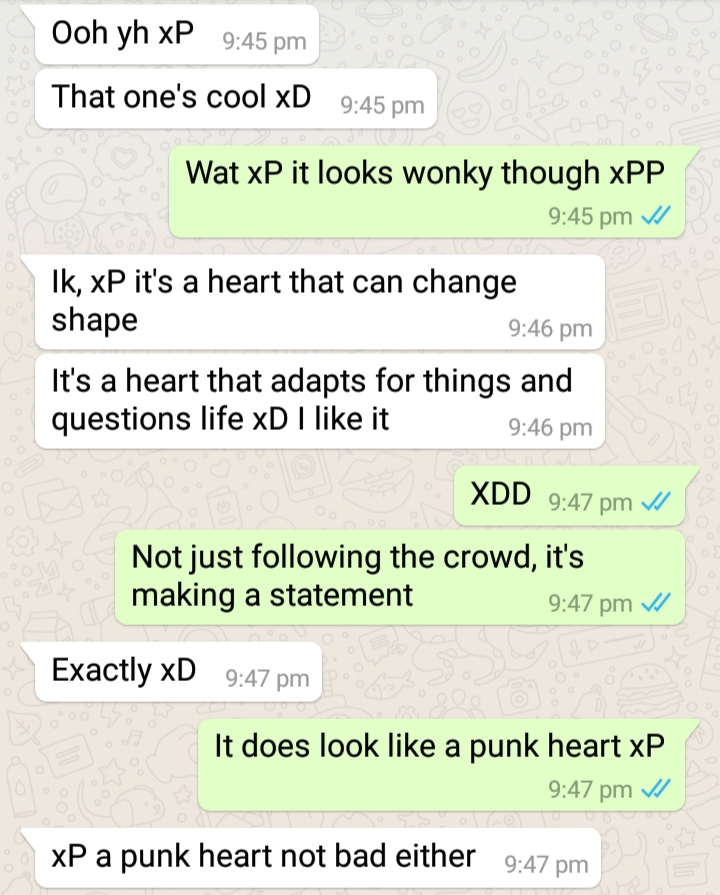 Ooh yh xP 9:45 pm
That one's cool xD 9:45 pm
Wat xP it looks wonky though xPP
9:45 pm
Ik, xP it's a heart that can change
shape 9:46 pm
It's a heart that adapts for things and
questions life xD I like it 9:46 pm
XDD 9:47 pm
Not just following the crowd, it's
making a statement 9:47 pm
Exactly xD 9:47 pm
It does look like a punk heart xP
9:47 pm
xP a punk heart not bad either 9:47 pm